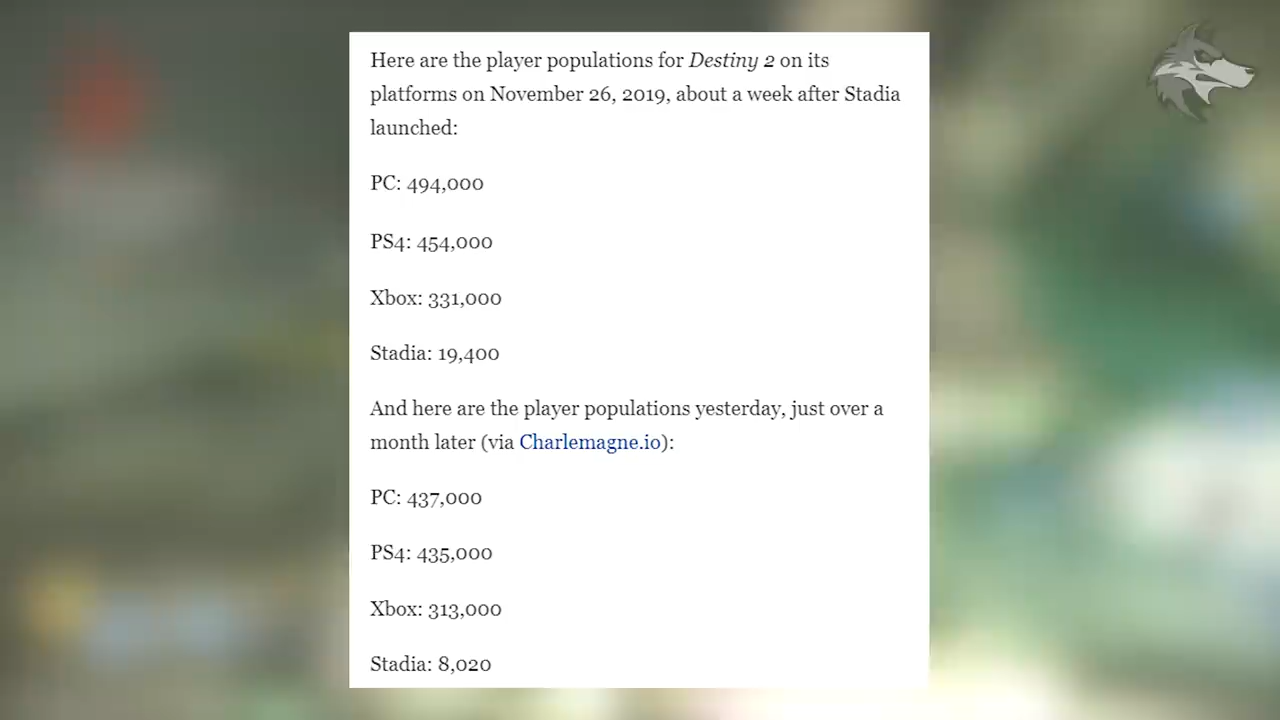 Here are the player populations for Destiny 2 on its
platforms on November 26, 2019, about a week after Stadia
launched:
PC: 494,000
PS4: 454,000
Xbox: 331,000
Stadia: 19,400
And here are the player populations yesterday, just over a
month later (via Charlemagne.io):
PC: 437,000
PS4: 435,000
Xbox: 313,000
Stadia: 8,020